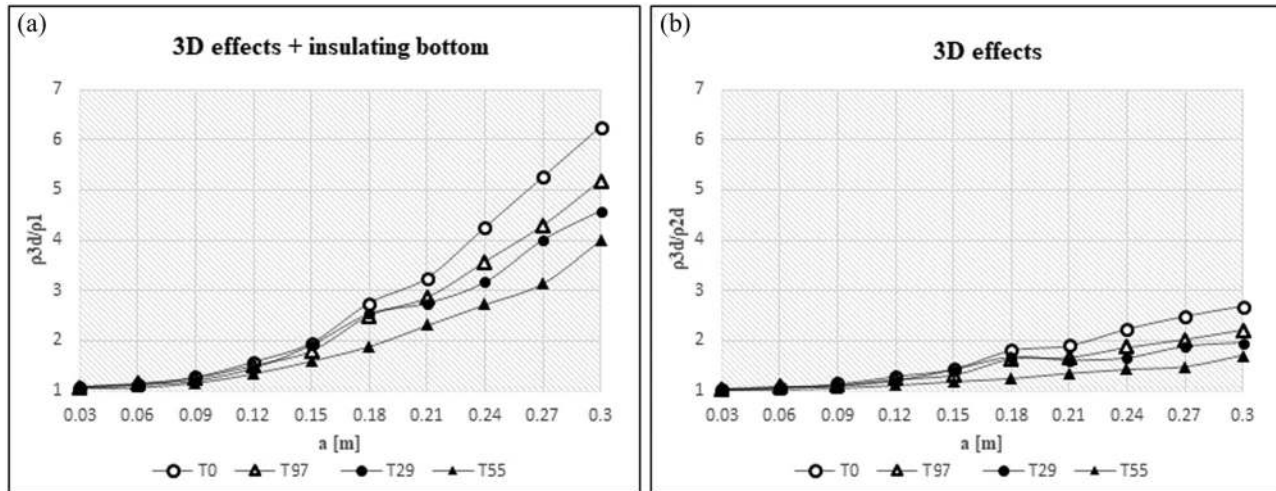 (a)
3D effects + insulating bottom
7
6
5
4
3
2
1
ρ3d/ρ1
0.03 0.06 0.09 0.12 0.15 0.18 0.21 0.24 0.27 0.3
a [m]
T0 T97 T29 T55
(b)
3D effects
7
6
5
4
3
2
1
ρ3d/ρ2d
0.03 0.06 0.09 0.12 0.15 0.18 0.21 0.24 0.27 0.3
a [m]
T0 T97 T29 T55